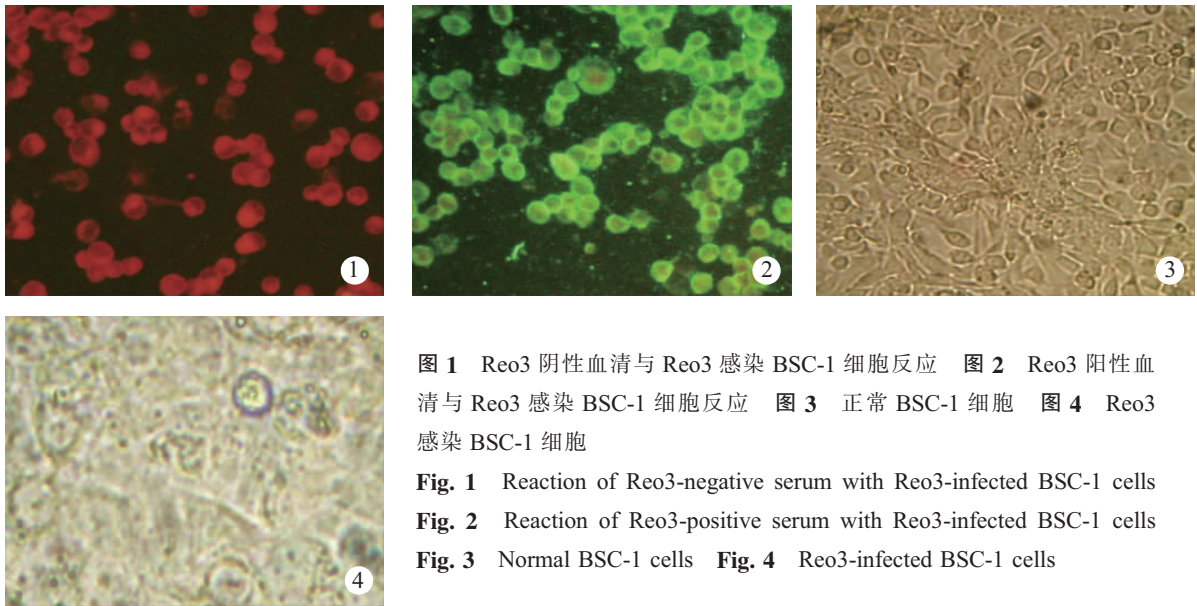 1
2
3
4
图 1 Reo3 阴性血清与 Reo3 感染 BSC-1 细胞反应 图 2 Reo3 阳性血
清与 Reo3 感染 BSC-1 细胞反应 图 3 正常 BSC-1 细胞 图 4 Reo3
感染 BSC-1 细胞
Fig. 1 Reaction of Reo3-negative serum with Reo3-infected BSC-1 cells
Fig. 2 Reaction of Reo3-positive serum with Reo3-infected BSC-1 cells
Fig. 3 Normal BSC-1 cells Fig. 4 Reo3-infected BSC-1 cells